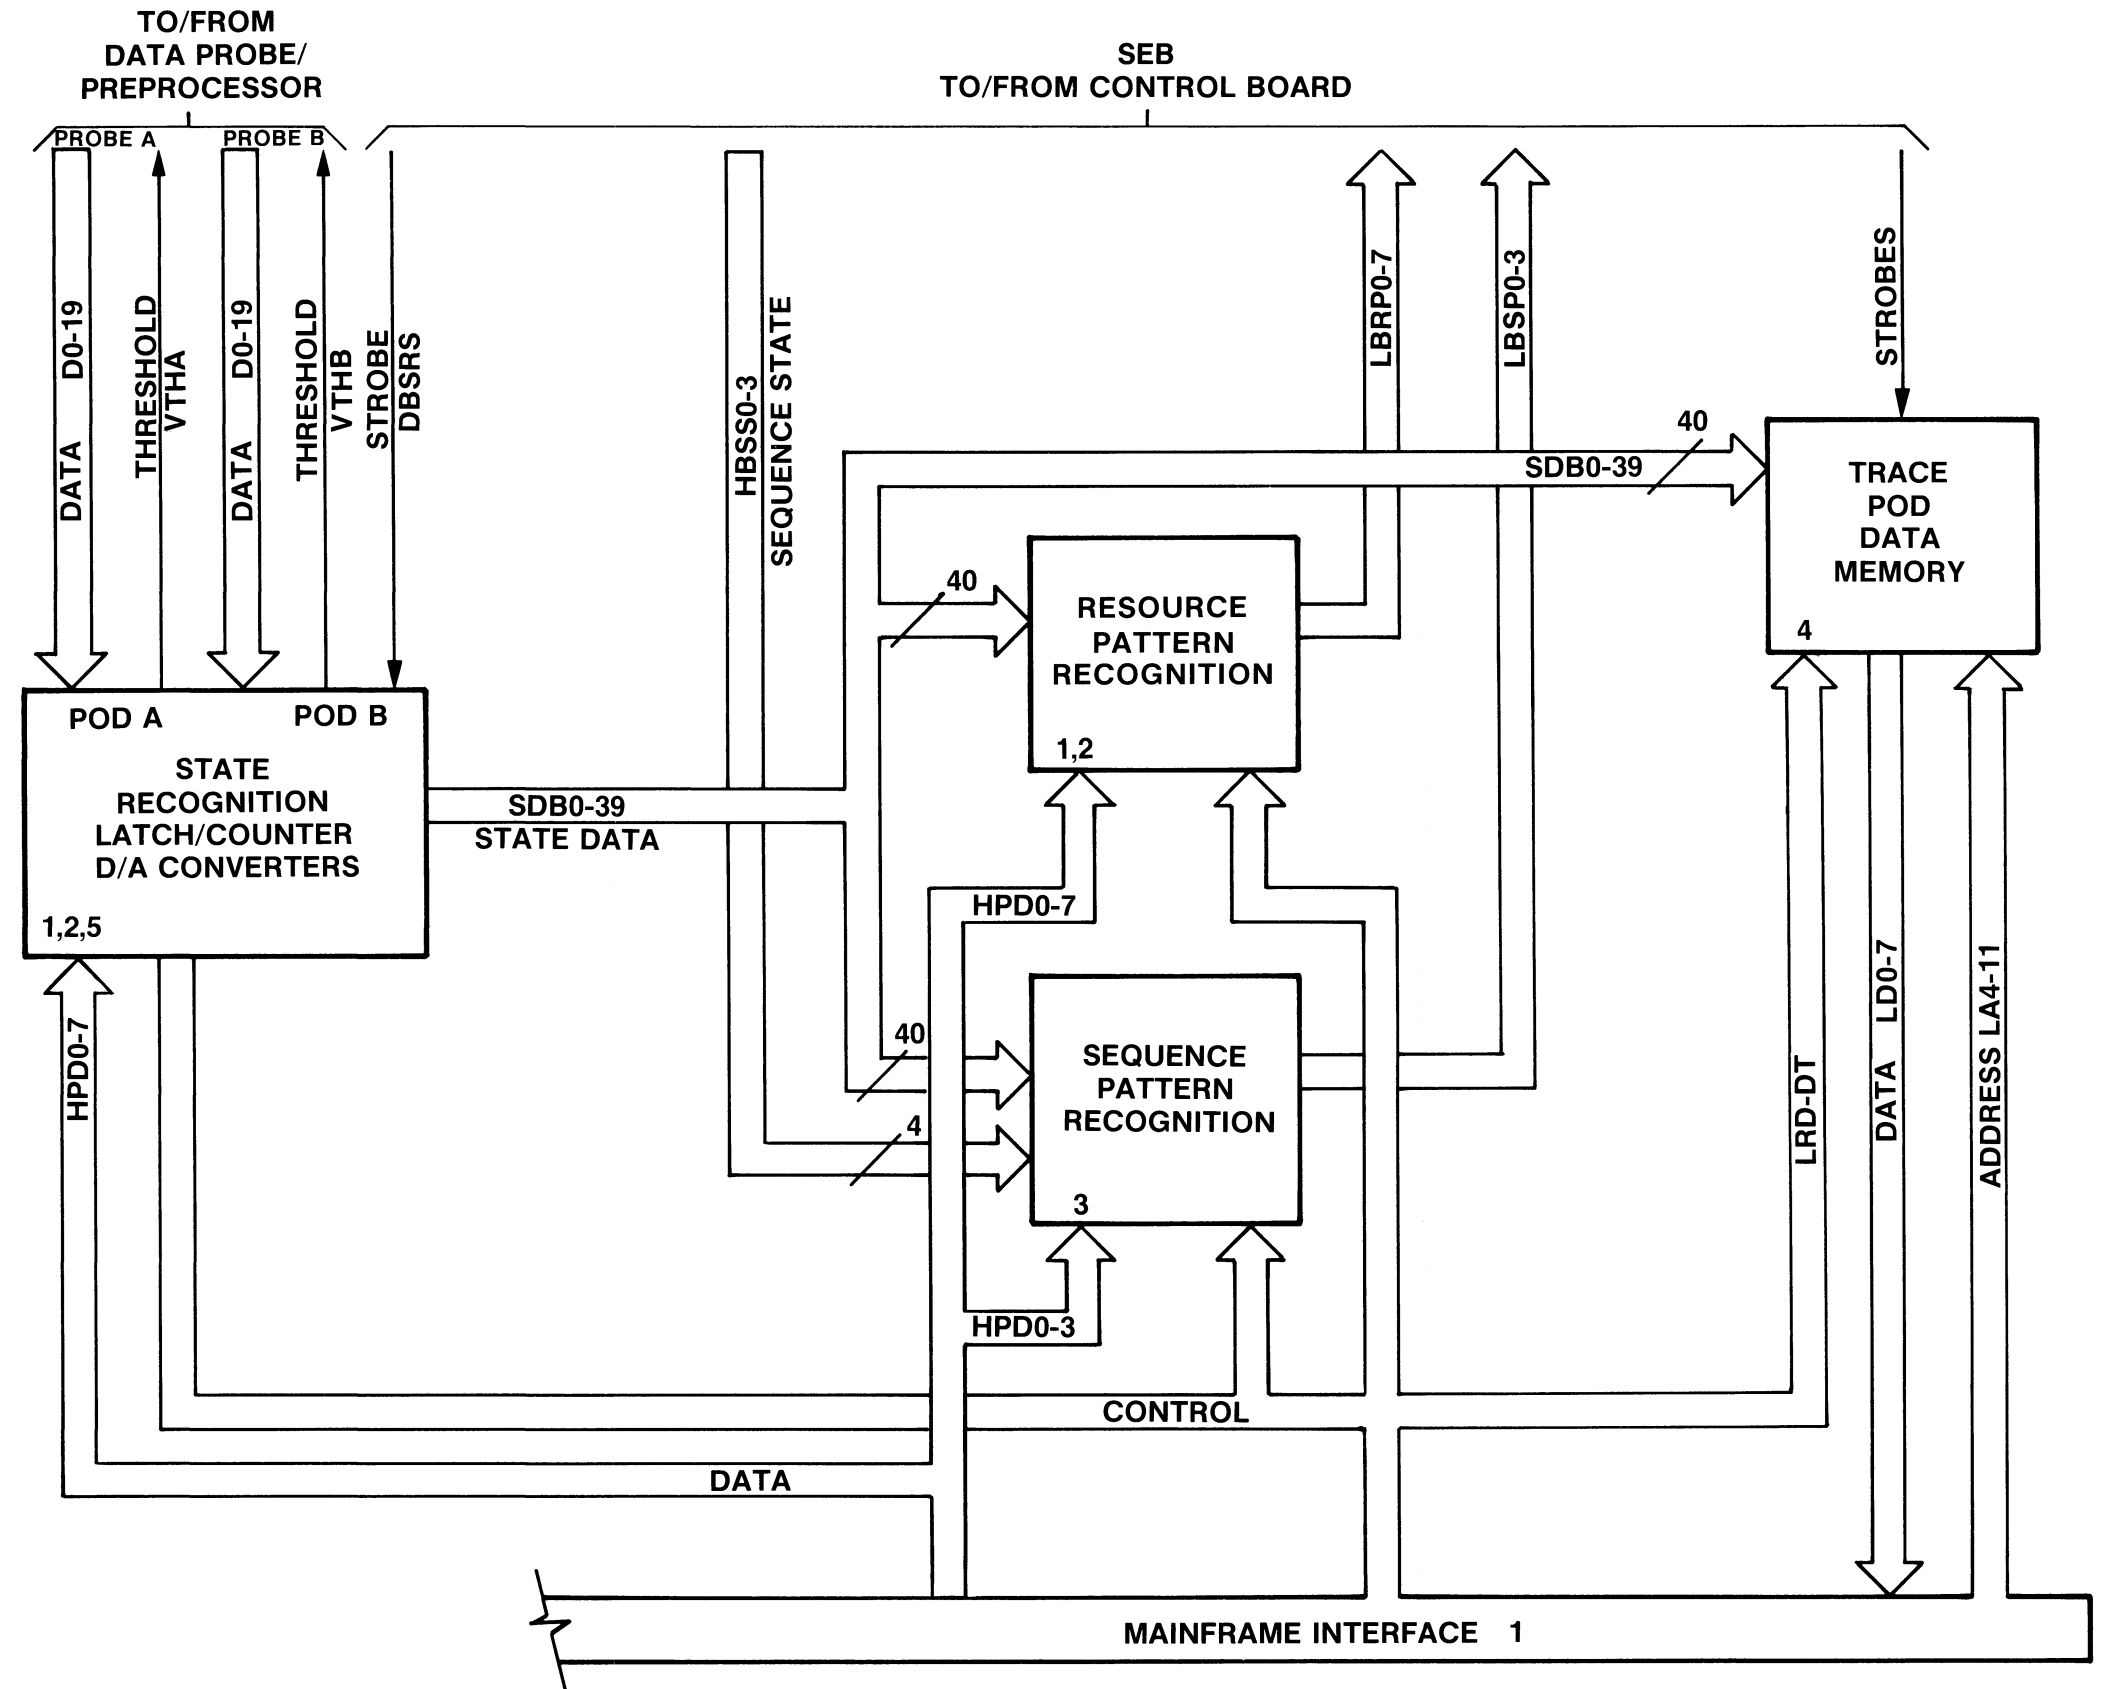 TO/FROM
DATA PROBE/
PREPROCESSOR
SEB
TO/FROM CONTROL BOARD
PROBE A
PROBE B
DATA D0-19
THRESHOLD
VTHA
DATA D0-19
THRESHOLD
VTHB
STROBE
DBSRS
HBSS0-3
SEQUENCE STATE
LBRP0-7
LBSP0-3
STROBES
40
SDB0-39
TRACE
POD
DATA
MEMORY
4
40
RESOURCE
PATTERN
RECOGNITION
1,2
POD A
POD B
STATE
RECOGNITION
LATCH/COUNTER
D/A CONVERTERS
1,2,5
SDB0-39
STATE DATA
HPD0-7
HPD0-7
40
4
SEQUENCE
PATTERN
RECOGNITION
3
HPD0-3
LRD-DT
DATA LD0-7
ADDRESS LA4-11
CONTROL
DATA
MAINFRAME INTERFACE 1